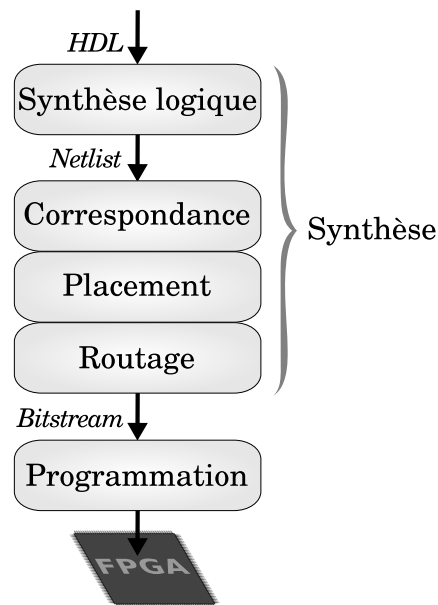 HDL
Synthèse logique
Netlist
Correspondance
Synthèse
Placement
Routage
Bitstream
Programmation
FPGA